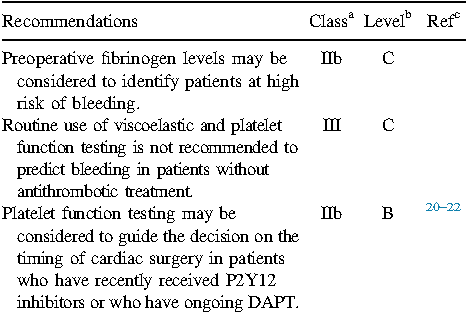 Recommendations Classᵃ Levelᵇ Refᶜ
Preoperative fibrinogen levels may be IIb C
considered to identify patients at high
risk of bleeding.
Routine use of viscoelastic and platelet III C
function testing is not recommended to
predict bleeding in patients without
antithrombotic treatment.
Platelet function testing may be IIb B 20–22
considered to guide the decision on the
timing of cardiac surgery in patients
who have recently received P2Y12
inhibitors or who have ongoing DAPT.